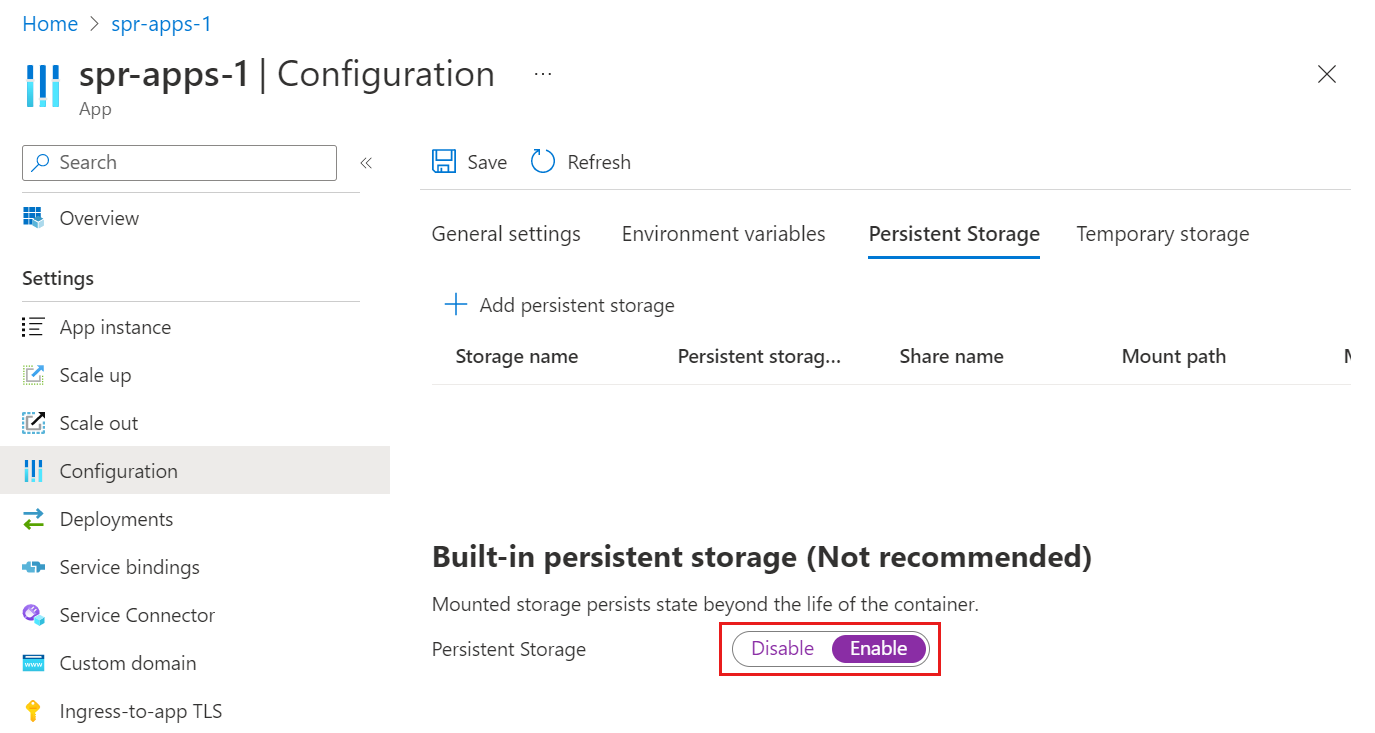 Home > spr-apps-1
spr-apps-1 | Configuration ...
App
Search «
Save Refresh
Overview
General settings Environment variables Persistent Storage Temporary storage
Settings
Add persistent storage
App instance
Storage name Persistent storag... Share name Mount path
Scale up
Scale out
Configuration
Deployments
Built-in persistent storage (Not recommended)
Service bindings
Mounted storage persists state beyond the life of the container.
Service Connector
Persistent Storage Disable Enable
Custom domain
www
Ingress-to-app TLS